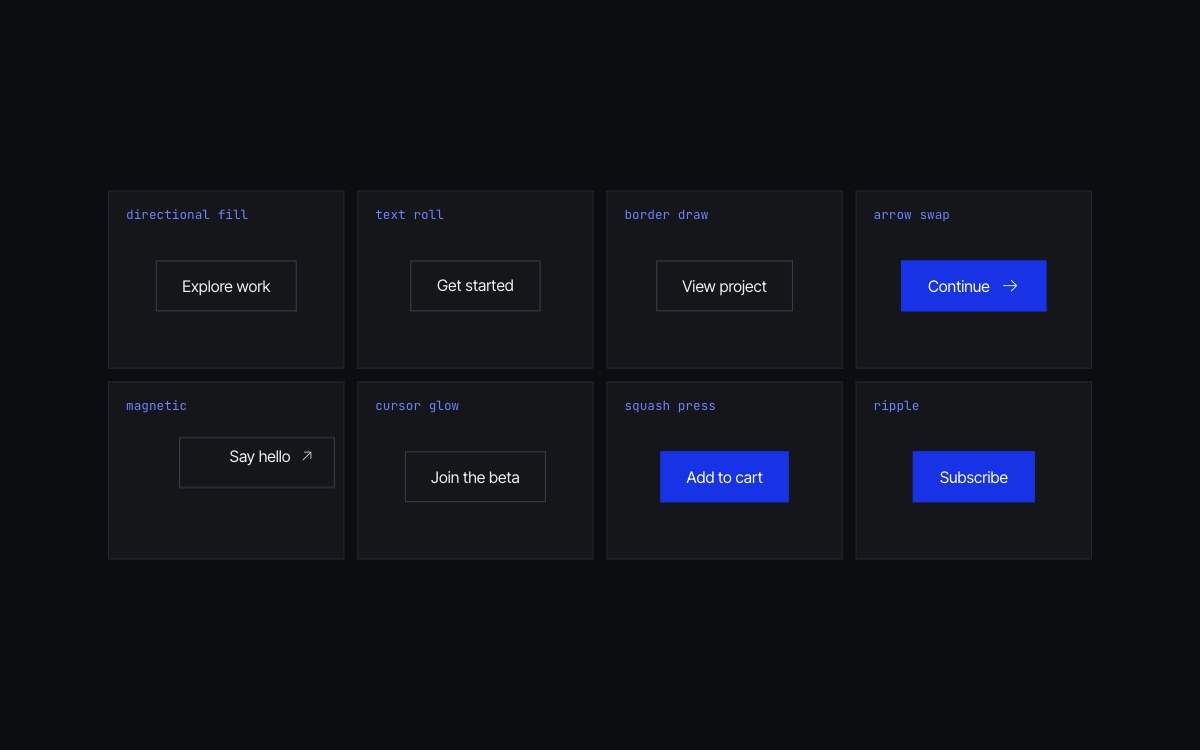 directional fill
text roll
border draw
arrow swap
Explore work
Get started
View project
Continue →
magnetic
cursor glow
squash press
ripple
Say hello ↗
Join the beta
Add to cart
Subscribe